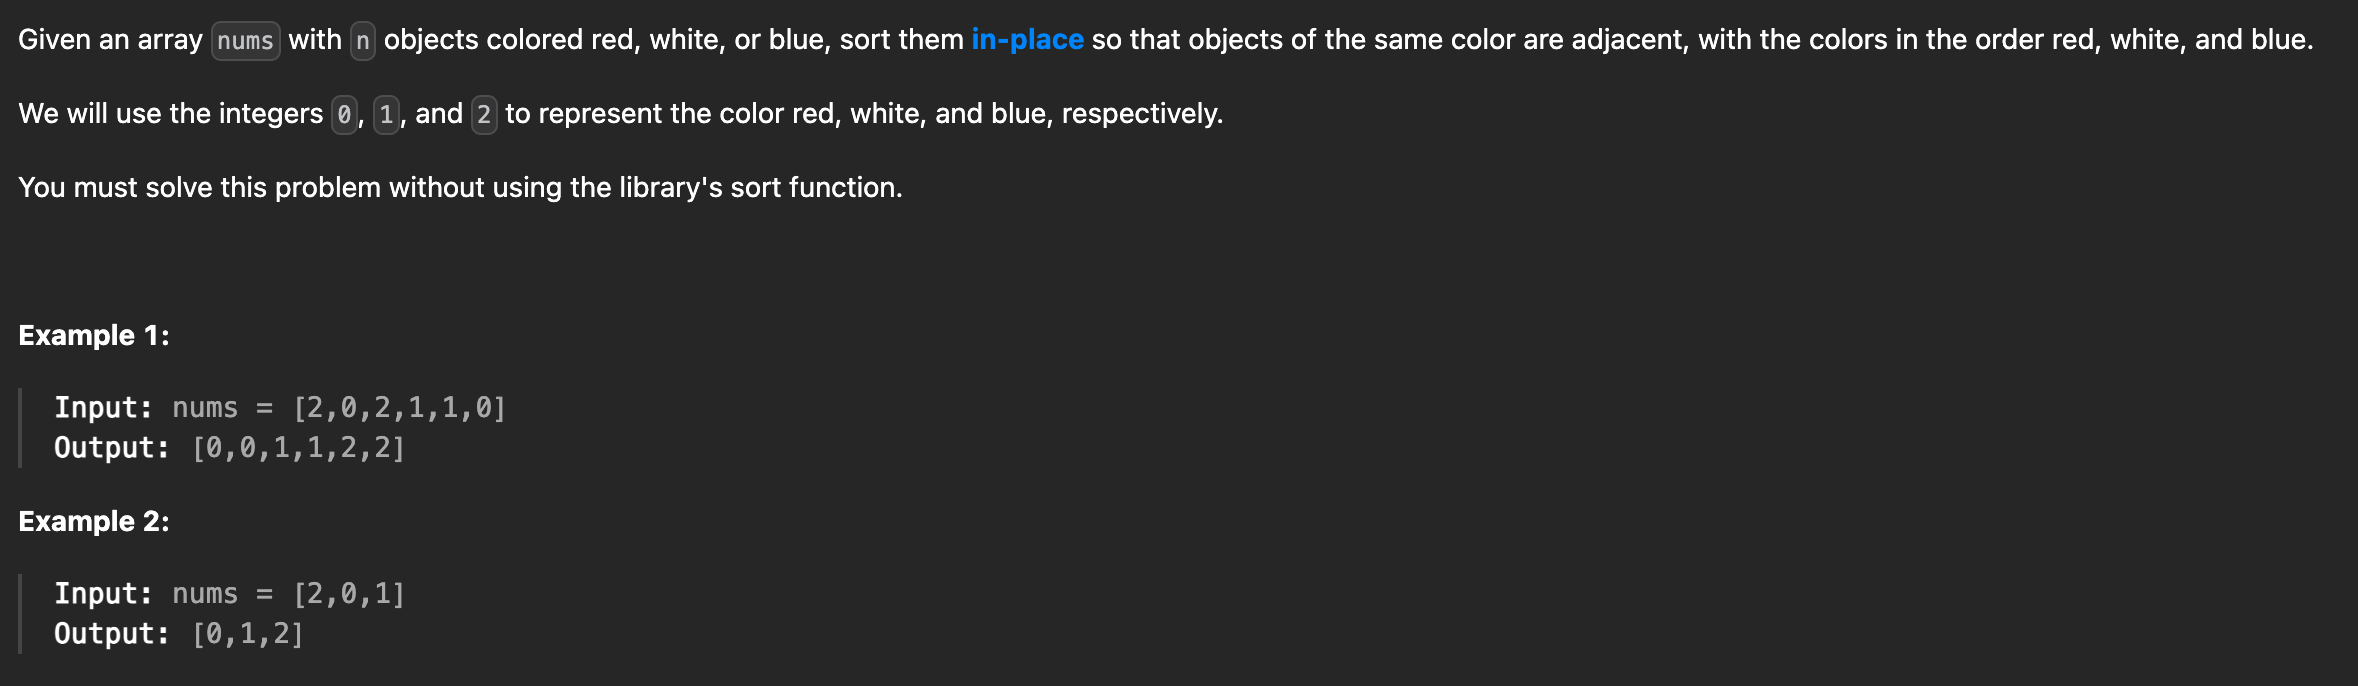 Given an array nums with n objects colored red, white, or blue, sort them in-place so that objects of the same color are adjacent, with the colors in the order red, white, and blue.
We will use the integers 0, 1, and 2 to represent the color red, white, and blue, respectively.
You must solve this problem without using the library's sort function.
Example 1:
Input: nums = [2,0,2,1,1,0]
Output: [0,0,1,1,2,2]
Example 2:
Input: nums = [2,0,1]
Output: [0,1,2]